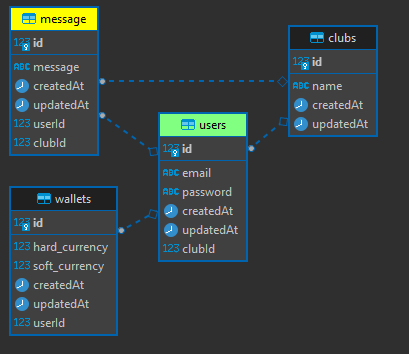 message
123 id
ABC message
createdAt
updatedAt
123 userId
123 clubId
clubs
123 id
ABC name
createdAt
updatedAt
users
123 id
ABC email
ABC password
createdAt
updatedAt
123 clubId
wallets
123 id
123 hard_currency
123 soft_currency
createdAt
updatedAt
123 userId